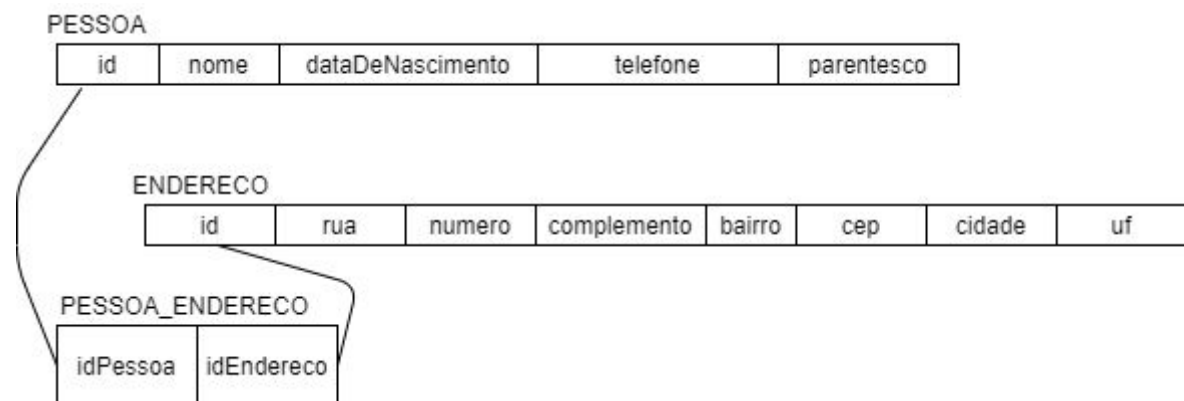 PESSOA
id nome dataDeNascimento telefone parentesco
ENDERECO
id rua numero complemento bairro cep cidade uf
PESSOA_ENDERECO
idPessoa idEndereco